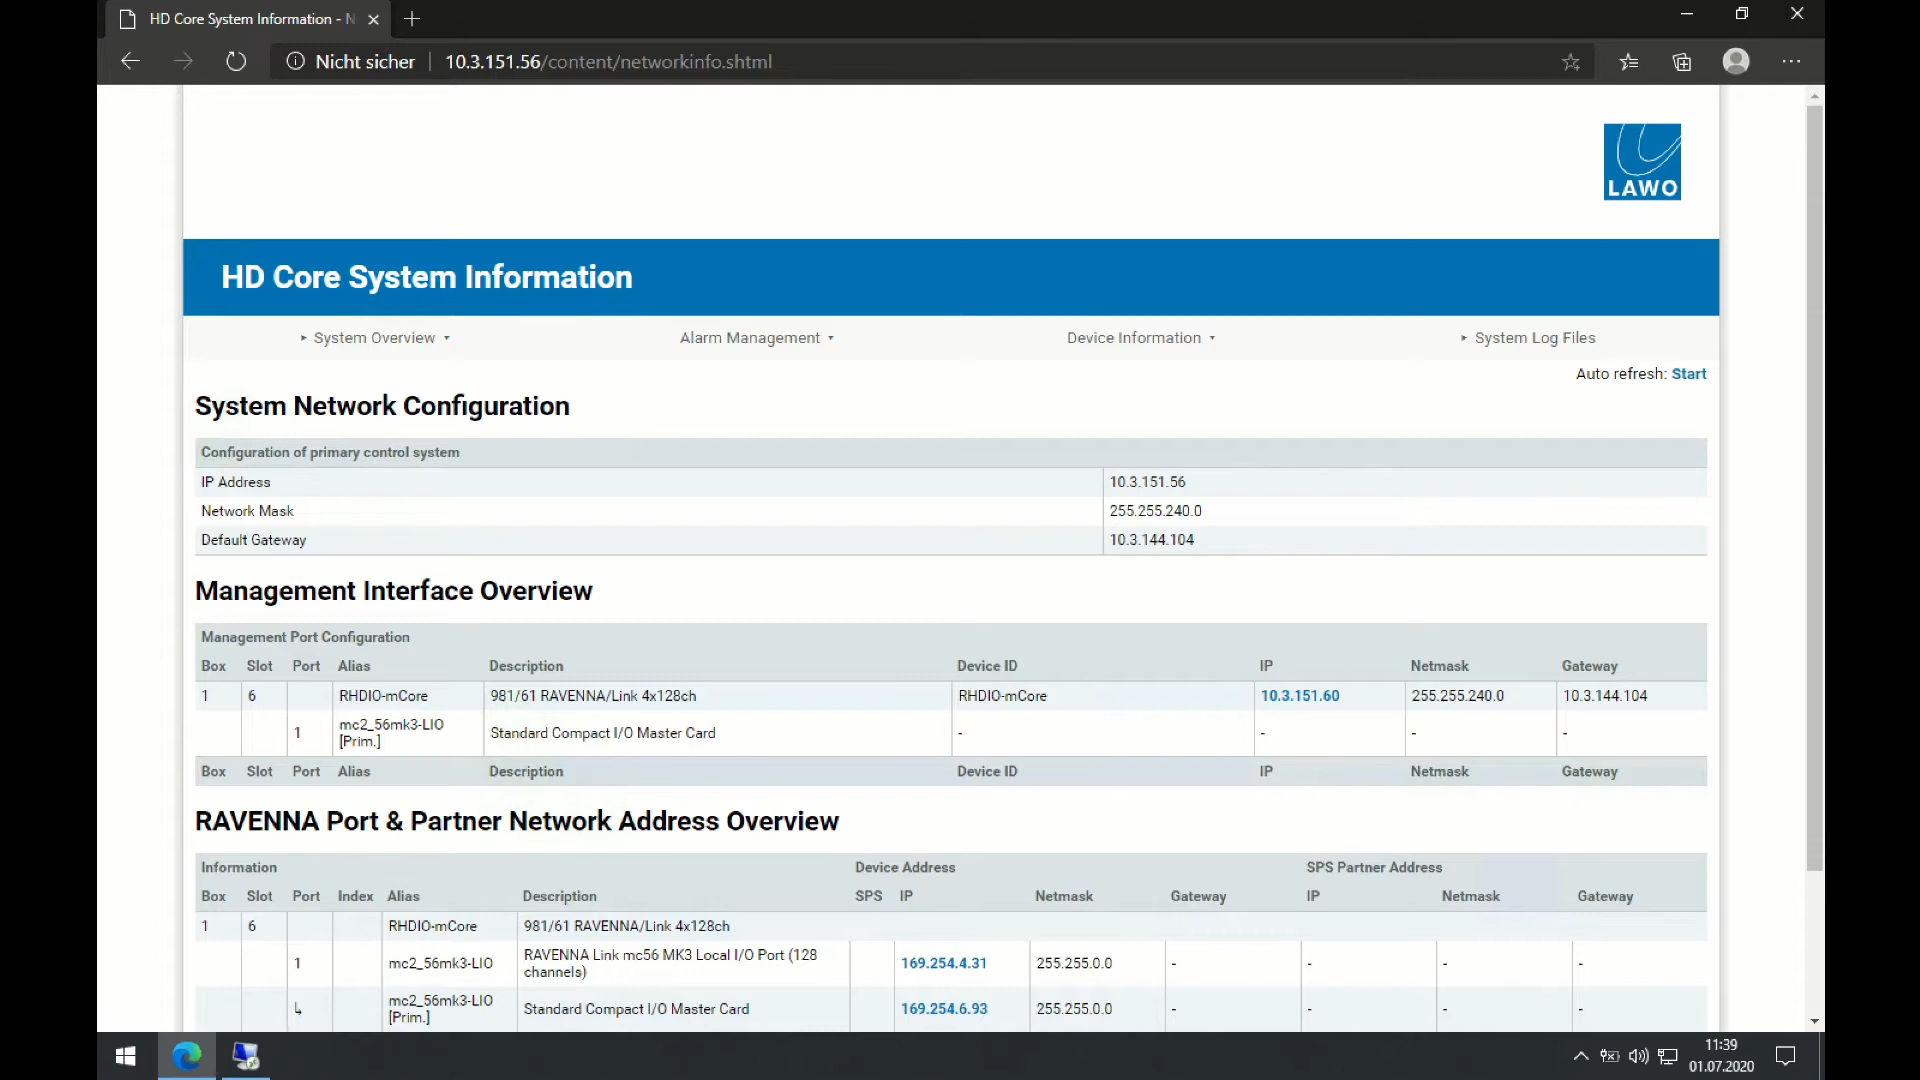 HD Core System Information - N
Nicht sicher 10.3.151.56/content/networkinfo.shtml
LAWO
HD Core System Information
System Overview Alarm Management Device Information System Log Files
Auto refresh: Start
System Network Configuration
Configuration of primary control system
IP Address 10.3.151.56
Network Mask 255.255.240.0
Default Gateway 10.3.144.104
Management Interface Overview
Management Port Configuration
Box Slot Port Alias Description Device ID IP Netmask Gateway
1 6 RHDIO-mCore 981/61 RAVENNA/Link 4x128ch RHDIO-mCore 10.3.151.60 255.255.240.0 10.3.144.104
1 mc2_56mk3-LIO [Prim.] Standard Compact I/O Master Card - - - -
Box Slot Port Alias Description Device ID IP Netmask Gateway
RAVENNA Port & Partner Network Address Overview
Information Device Address SPS Partner Address
Box Slot Port Index Alias Description SPS IP Netmask Gateway IP Netmask Gateway
1 6 RHDIO-mCore 981/61 RAVENNA/Link 4x128ch
1 mc2_56mk3-LIO RAVENNA Link mc56 MK3 Local I/O Port (128 channels) 169.254.4.31 255.255.0.0 - - - -
↳ mc2_56mk3-LIO [Prim.] Standard Compact I/O Master Card 169.254.6.93 255.255.0.0 - - - -
11:39
01.07.2020